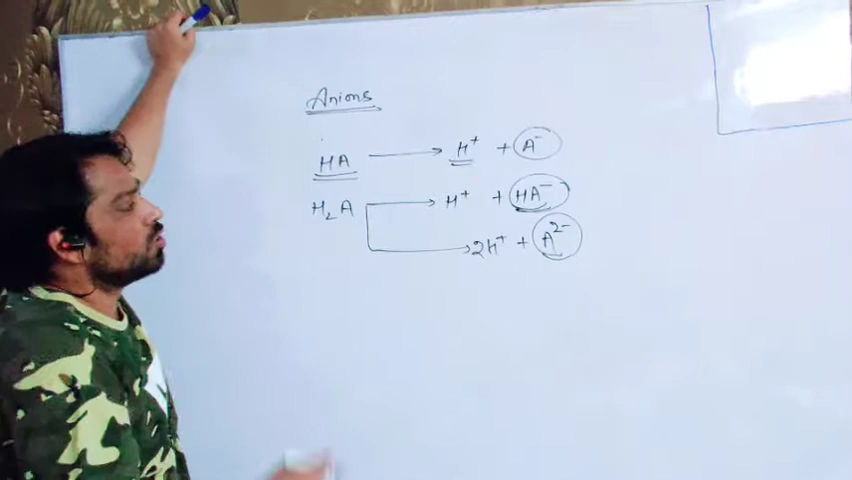 Anions
HA → H⁺ + A⁻
H₂A → H⁺ + HA⁻
→ 2H⁺ + A²⁻